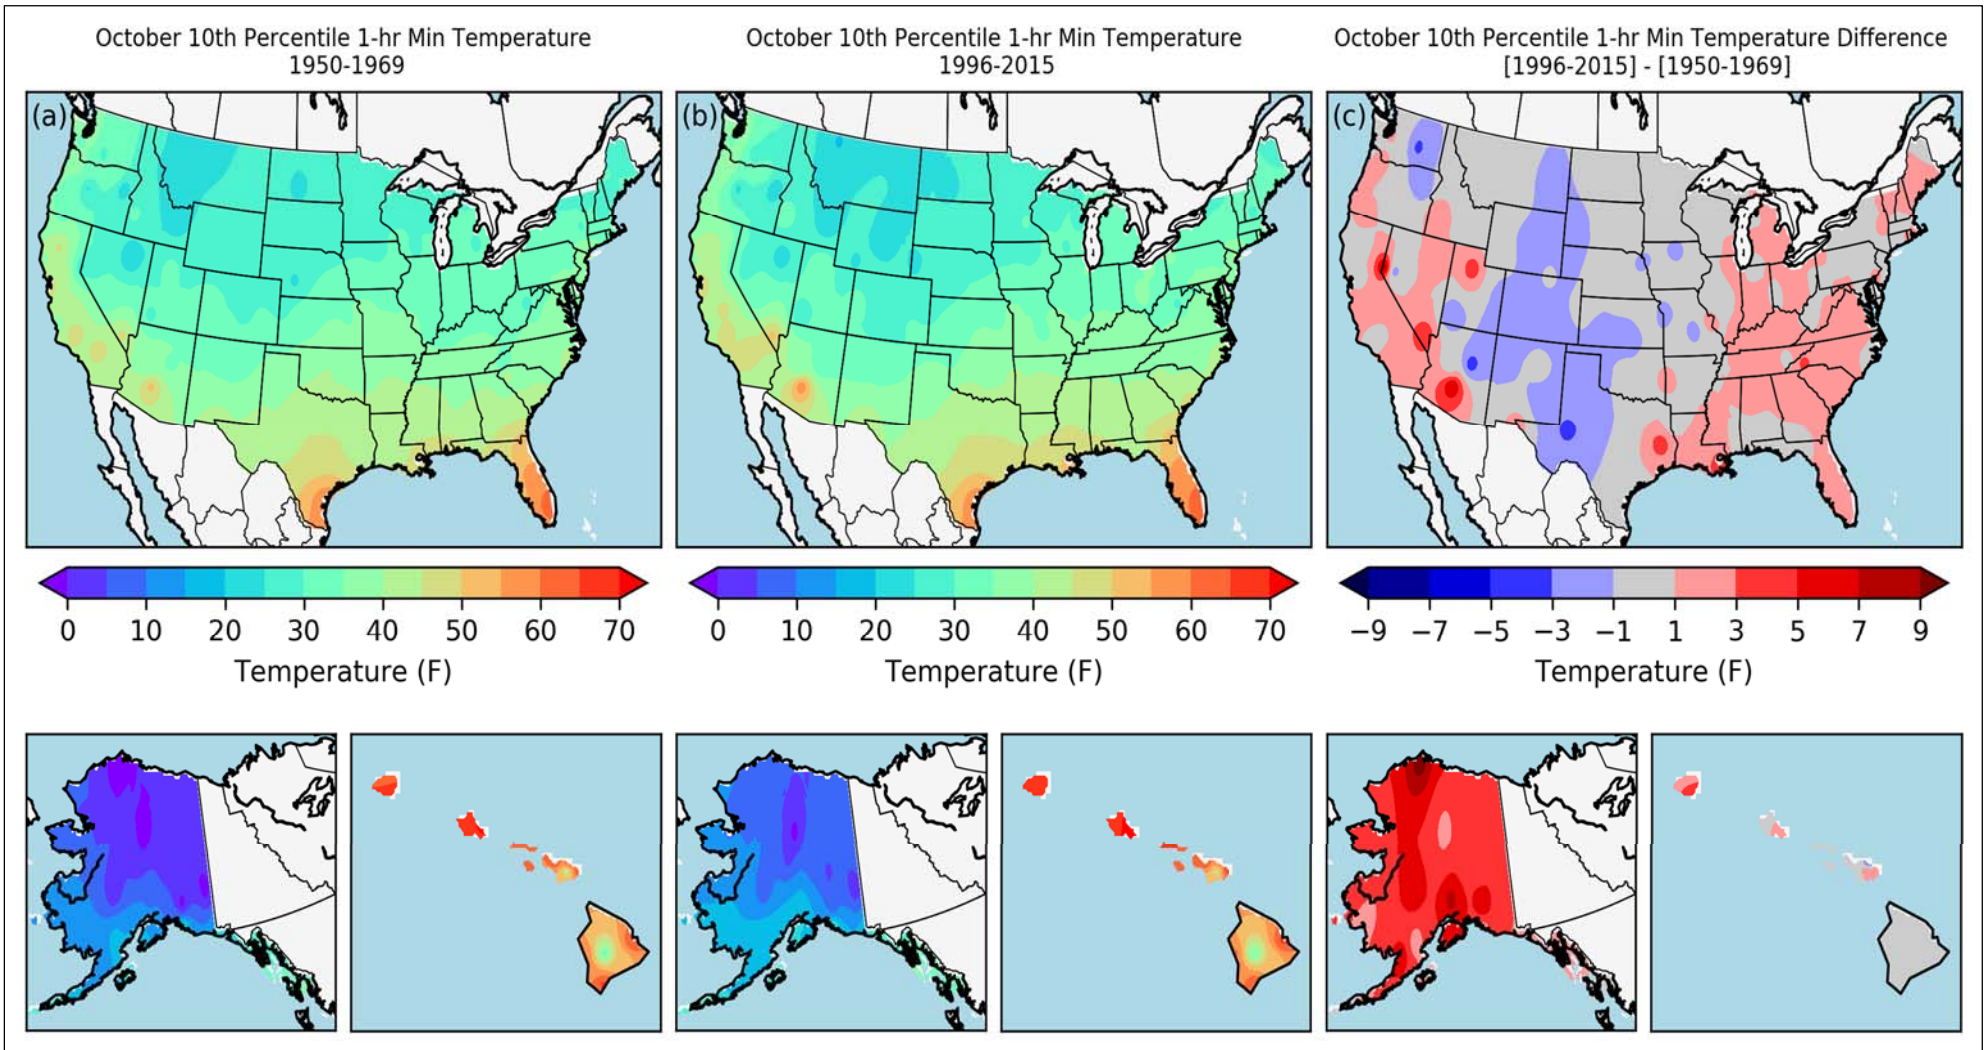 October 10th Percentile 1-hr Min Temperature
1950-1969
October 10th Percentile 1-hr Min Temperature
1996-2015
October 10th Percentile 1-hr Min Temperature Difference
[1996-2015] - [1950-1969]
(a)
(b)
(c)
0 10 20 30 40 50 60 70
Temperature (F)
0 10 20 30 40 50 60 70
Temperature (F)
−9 −7 −5 −3 −1 1 3 5 7 9
Temperature (F)